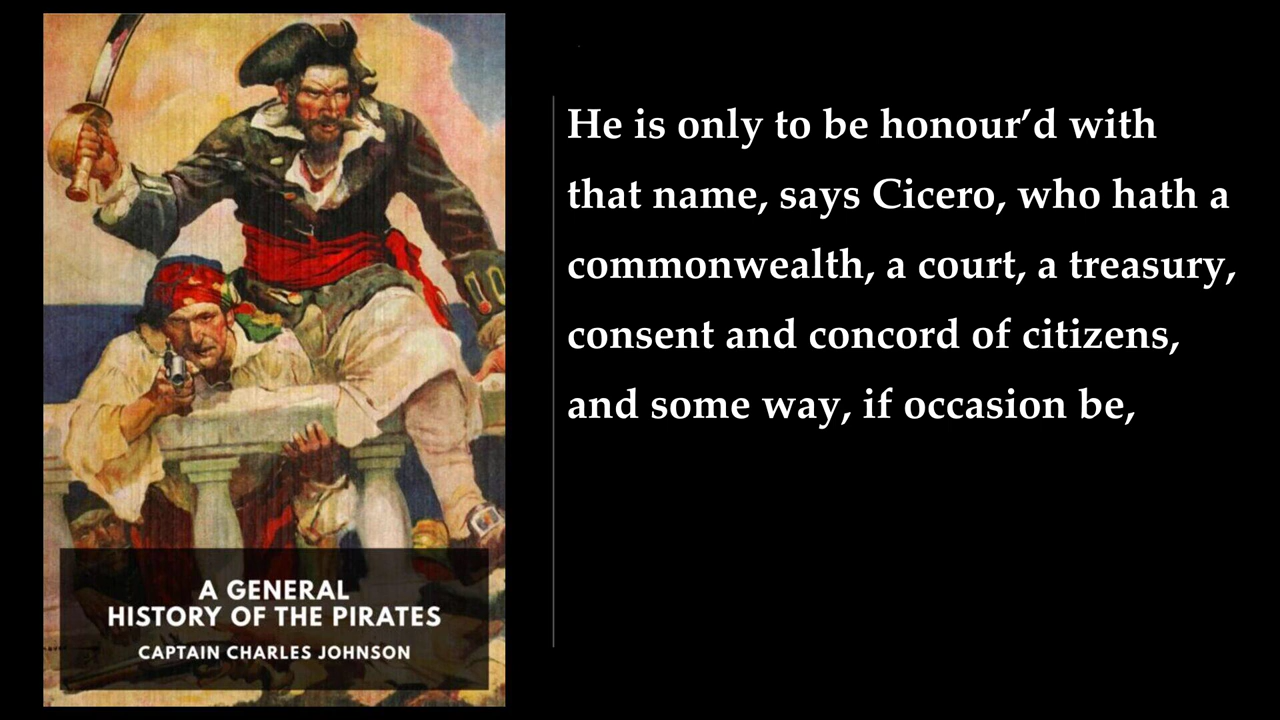 He is only to be honour’d with
that name, says Cicero, who hath a
commonwealth, a court, a treasury,
consent and concord of citizens,
and some way, if occasion be,
A GENERAL
HISTORY OF THE PIRATES
CAPTAIN CHARLES JOHNSON